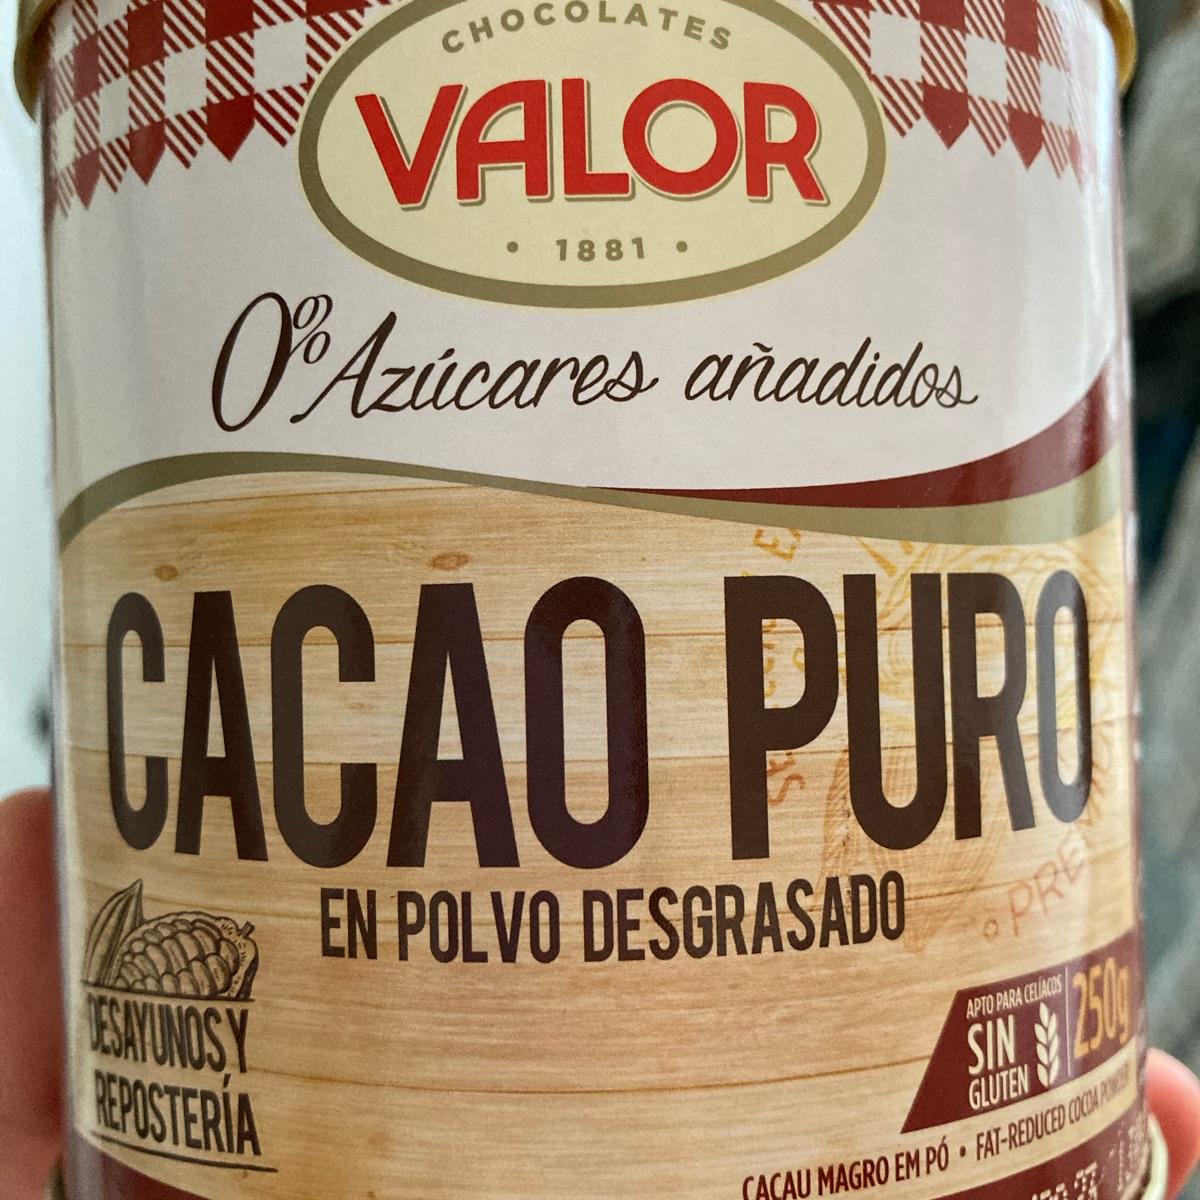 CHOCOLATES
VALOR
• 1881 •
0% Azúcares añadidos
CACAO PURO
EN POLVO DESGRASADO
DESAYUNOS Y
REPOSTERÍA
APTO PARA CELÍACOS
SIN
GLUTEN
250g
CACAU MAGRO EM PÓ • FAT-REDUCED COCOA POWDER